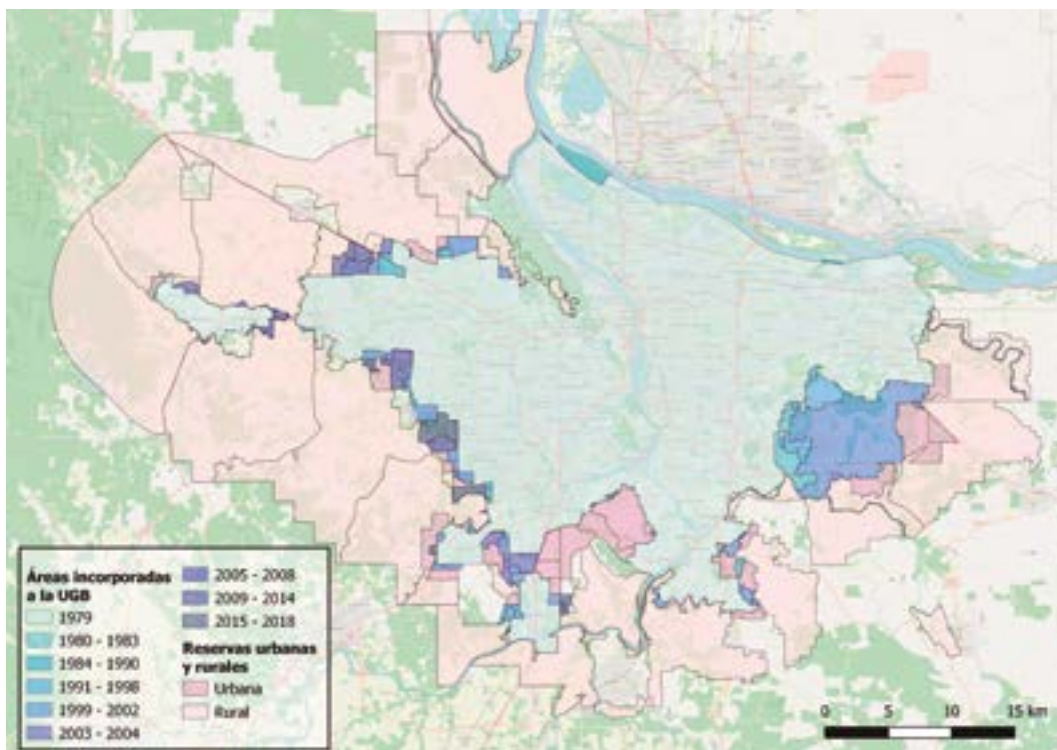 Áreas incorporadas
a la UGB
1979
1980 - 1983
1984 - 1990
1991 - 1998
1999 - 2002
2003 - 2004
2005 - 2008
2009 - 2014
2015 - 2018
Reservas urbanas
y rurales
Urbana
Rural
0 5 10 15 km